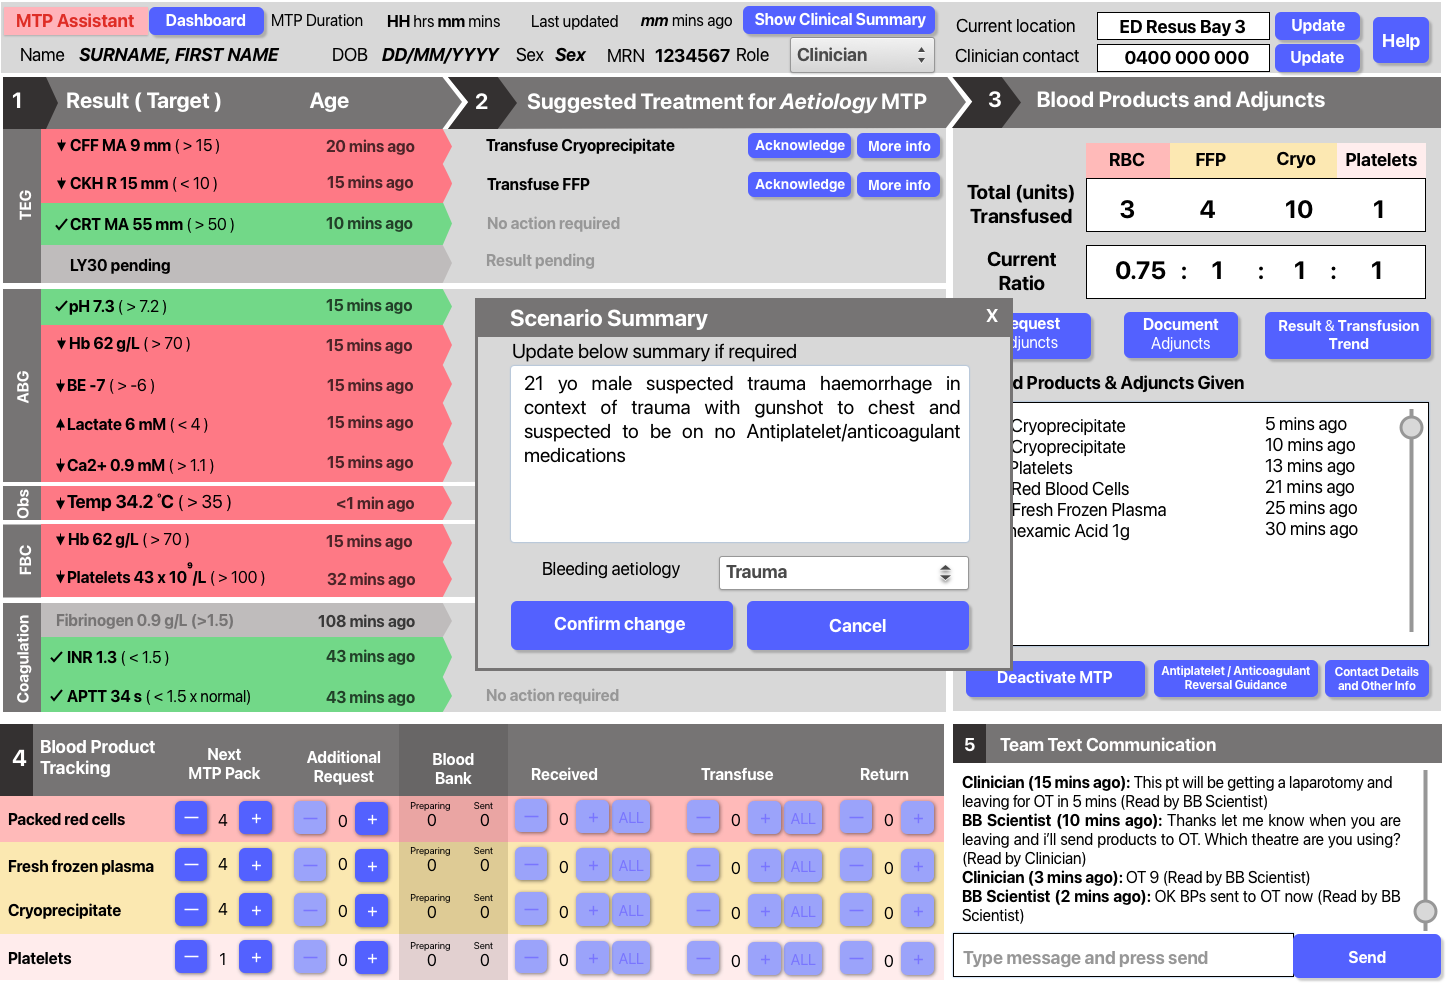 MTP Assistant Dashboard MTP Duration HH hrs mm mins Last updated mm mins ago Show Clinical Summary Current location ED Resus Bay 3 Update Help
Name SURNAME, FIRST NAME DOB DD/MM/YYYY Sex Sex MRN 1234567 Role Clinician Clinician contact 0400 000 000 Update
1 Result ( Target ) Age
2 Suggested Treatment for Aetiology MTP
3 Blood Products and Adjuncts
TEG
CFF MA 9 mm ( > 15 ) 20 mins ago Transfuse Cryoprecipitate Acknowledge More info
CKH R 15 mm ( < 10 ) 15 mins ago Transfuse FFP Acknowledge More info
CRT MA 55 mm ( > 50 ) 10 mins ago No action required
LY30 pending Result pending
ABG
pH 7.3 ( > 7.2 ) 15 mins ago
Hb 62 g/L ( > 70 ) 15 mins ago
BE -7 ( > -6 ) 15 mins ago
Lactate 6 mM ( < 4 ) 15 mins ago
Ca2+ 0.9 mM ( > 1.1 ) 15 mins ago
Obs
Temp 34.2 °C ( > 35 ) <1 min ago
FBC
Hb 62 g/L ( > 70 ) 15 mins ago
Platelets 43 x 10⁹/L ( > 100 ) 32 mins ago
Coagulation
Fibrinogen 0.9 g/L (>1.5) 108 mins ago
INR 1.3 ( < 1.5 ) 43 mins ago
APTT 34 s ( < 1.5 x normal) 43 mins ago No action required
Scenario Summary X
Update below summary if required
21 yo male suspected trauma haemorrhage in
context of trauma with gunshot to chest and
suspected to be on no Antiplatelet/anticoagulant
medications
Bleeding aetiology Trauma
Confirm change Cancel
RBC FFP Cryo Platelets
Total (units)
Transfused
3 4 10 1
Current
Ratio
0.75 : 1 : 1 : 1
equest
djuncts
Document
Adjuncts
Result & Transfusion
Trend
d Products & Adjuncts Given
Cryoprecipitate 5 mins ago
Cryoprecipitate 10 mins ago
Platelets 13 mins ago
Red Blood Cells 21 mins ago
Fresh Frozen Plasma 25 mins ago
nexamic Acid 1g 30 mins ago
Deactivate MTP
Antiplatelet / Anticoagulant
Reversal Guidance
Contact Details
and Other Info
4 Blood Product
Tracking
Next
MTP Pack
Additional
Request
Blood
Bank
Received Transfuse Return
Preparing Sent
Packed red cells — 4 + — 0 + 0 0 — 0 + ALL — 0 + ALL — 0 +
Preparing Sent
Fresh frozen plasma — 4 + — 0 + 0 0 — 0 + ALL — 0 + ALL — 0 +
Preparing Sent
Cryoprecipitate — 4 + — 0 + 0 0 — 0 + ALL — 0 + ALL — 0 +
Preparing Sent
Platelets — 1 + — 0 + 0 0 — 0 + ALL — 0 + ALL — 0 +
5 Team Text Communication
Clinician (15 mins ago): This pt will be getting a laparotomy and
leaving for OT in 5 mins (Read by BB Scientist)
BB Scientist (10 mins ago): Thanks let me know when you are
leaving and i'll send products to OT. Which theatre are you using?
(Read by Clinician)
Clinician (3 mins ago): OT 9 (Read by BB Scientist)
BB Scientist (2 mins ago): OK BPs sent to OT now (Read by BB
Scientist)
Type message and press send Send